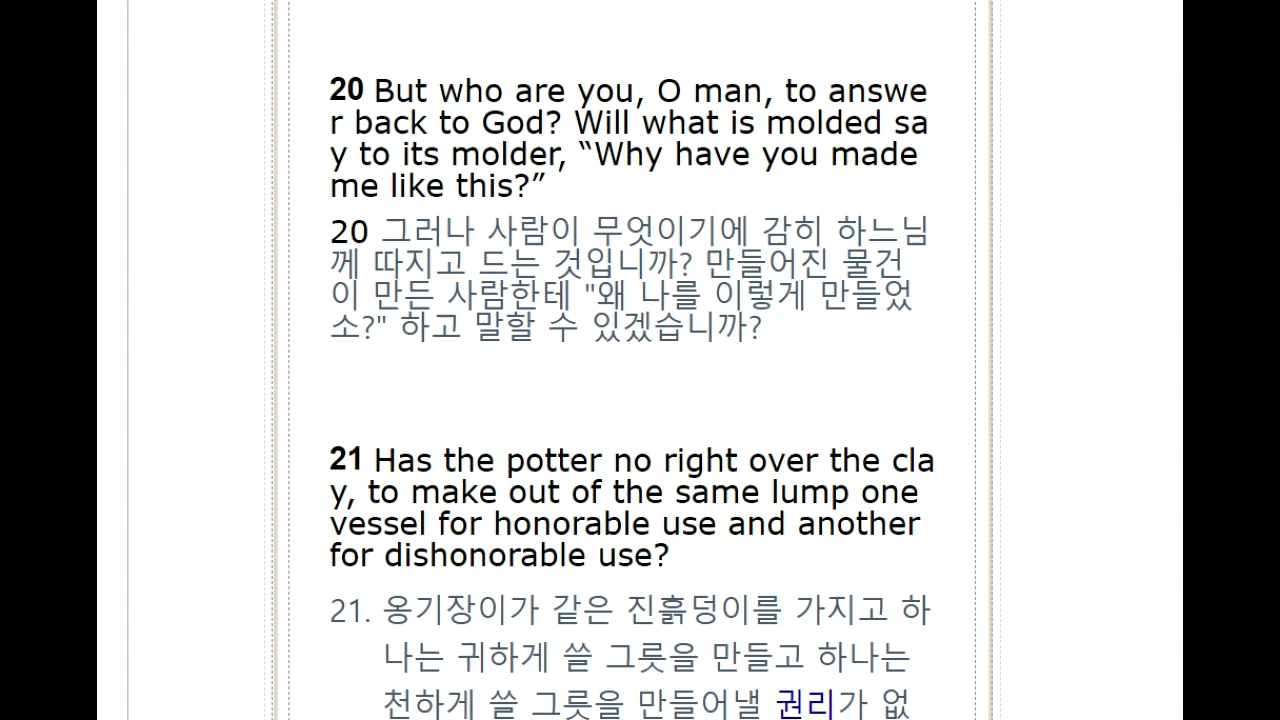 20 But who are you, O man, to answe
r back to God? Will what is molded sa
y to its molder, “Why have you made
me like this?”
20 그러나 사람이 무엇이기에 감히 하느님
께 따지고 드는 것입니까? 만들어진 물건
이 만든 사람한테 "왜 나를 이렇게 만들었
소?" 하고 말할 수 있겠습니까?
21 Has the potter no right over the cla
y, to make out of the same lump one
vessel for honorable use and another
for dishonorable use?
21. 옹기장이가 같은 진흙덩이를 가지고 하
나는 귀하게 쓸 그릇을 만들고 하나는
천하게 쓸 그릇을 만들어낼 권리가 없